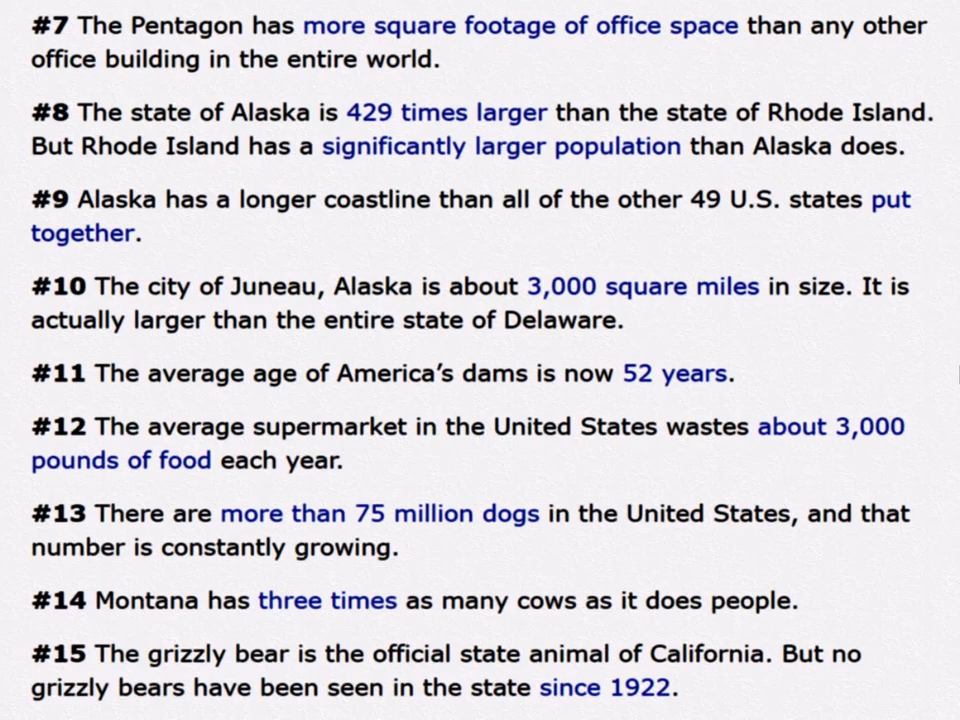 #7 The Pentagon has more square footage of office space than any other
office building in the entire world.
#8 The state of Alaska is 429 times larger than the state of Rhode Island.
But Rhode Island has a significantly larger population than Alaska does.
#9 Alaska has a longer coastline than all of the other 49 U.S. states put
together.
#10 The city of Juneau, Alaska is about 3,000 square miles in size. It is
actually larger than the entire state of Delaware.
#11 The average age of America’s dams is now 52 years.
#12 The average supermarket in the United States wastes about 3,000
pounds of food each year.
#13 There are more than 75 million dogs in the United States, and that
number is constantly growing.
#14 Montana has three times as many cows as it does people.
#15 The grizzly bear is the official state animal of California. But no
grizzly bears have been seen in the state since 1922.